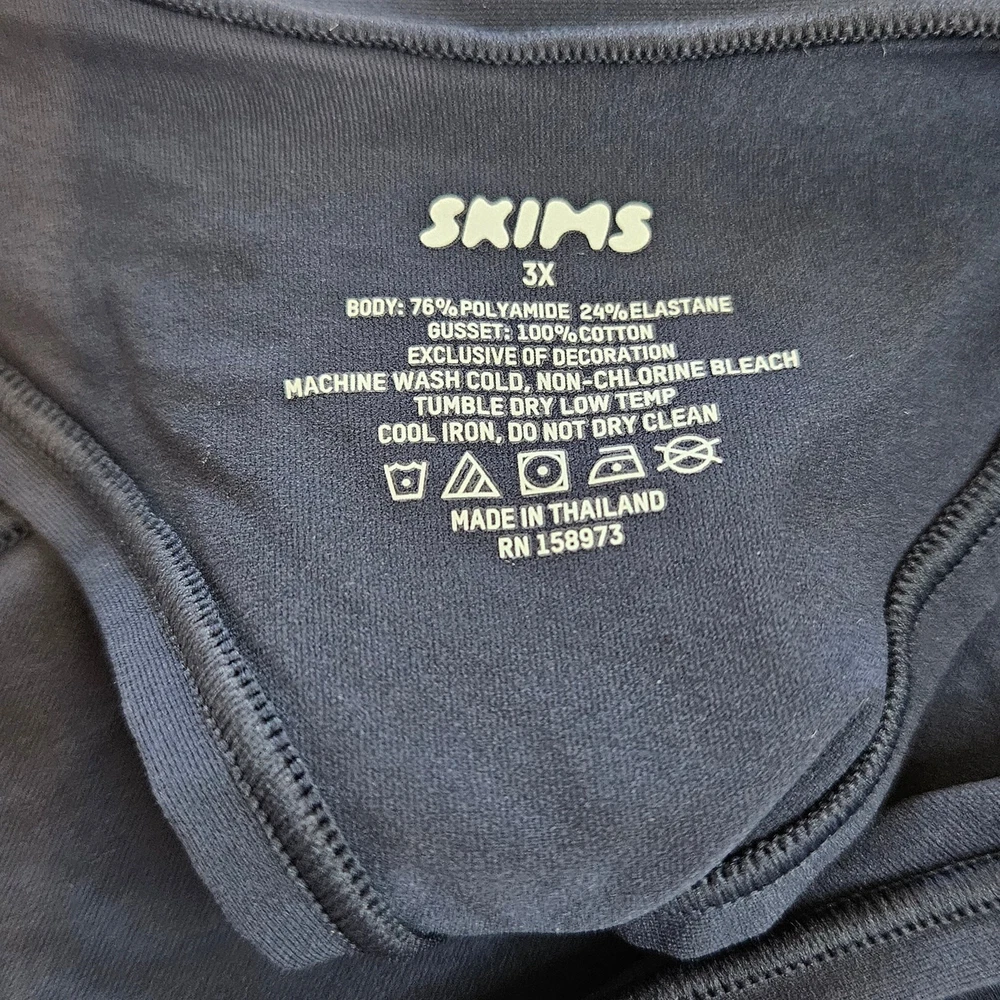 SKIMS
3X
BODY: 76% POLYAMIDE 24% ELASTANE
GUSSET: 100% COTTON
EXCLUSIVE OF DECORATION
MACHINE WASH COLD, NON-CHLORINE BLEACH
TUMBLE DRY LOW TEMP
COOL IRON, DO NOT DRY CLEAN
MADE IN THAILAND
RN 158973